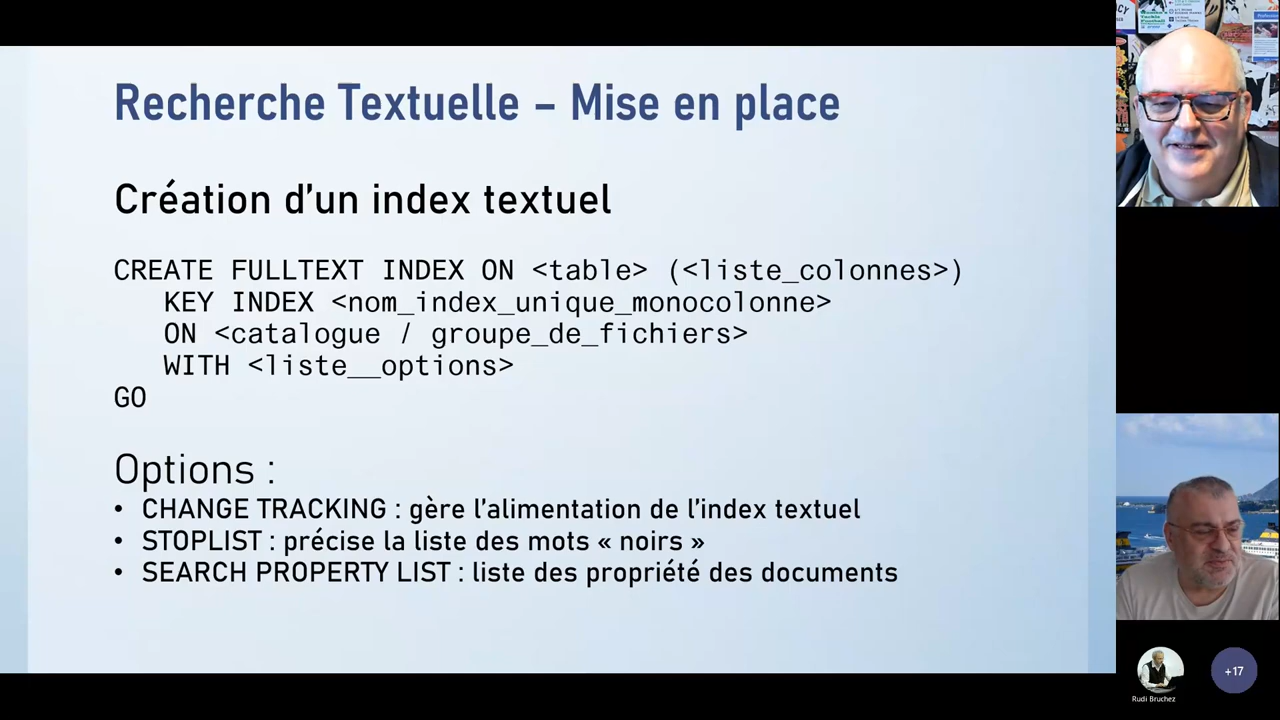 Recherche Textuelle – Mise en place
Création d’un index textuel
CREATE FULLTEXT INDEX ON <table> (<liste_colonnes>)
KEY INDEX <nom_index_unique_monocolonne>
ON <catalogue / groupe_de_fichiers>
WITH <liste__options>
GO
Options :
• CHANGE TRACKING : gère l’alimentation de l’index textuel
• STOPLIST : précise la liste des mots « noirs »
• SEARCH PROPERTY LIST : liste des propriété des documents
+17
Rudi Bruchez